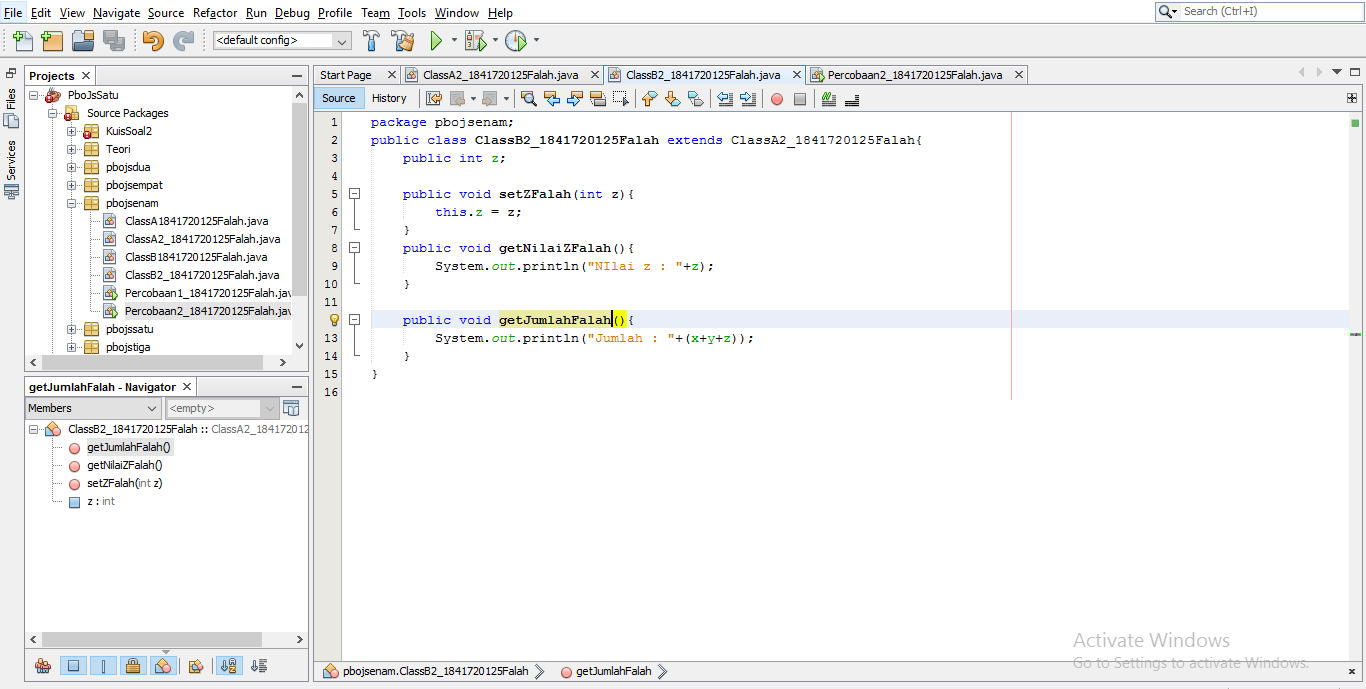 File Edit View Navigate Source Refactor Run Debug Profile Team Tools Window Help
Search (Ctrl+I)
<default config>
Files
Services
Projects
PboJsSatu
Source Packages
KuisSoal2
Teori
pbojsdua
pbojsempat
pbojsenam
ClassA1841720125Falah.java
ClassA2_1841720125Falah.java
ClassB1841720125Falah.java
ClassB2_1841720125Falah.java
Percobaan1_1841720125Falah.jav
Percobaan2_1841720125Falah.jav
pbojssatu
pbojstiga
getJumlahFalah - Navigator
Members
<empty>
ClassB2_1841720125Falah :: ClassA2_184172012
getJumlahFalah()
getNilaiZFalah()
setZFalah(int z)
z : int
Start Page ClassA2_1841720125Falah.java ClassB2_1841720125Falah.java Percobaan2_1841720125Falah.java
Source History
1 package pbojsenam;
2 public class ClassB2_1841720125Falah extends ClassA2_1841720125Falah{
3 public int z;
4
5 public void setZFalah(int z){
6 this.z = z;
7 }
8 public void getNilaiZFalah(){
9 System.out.println("NIlai z : "+z);
10 }
11
public void getJumlahFalah(){
13 System.out.println("Jumlah : "+(x+y+z));
14 }
15 }
16
Activate Windows
Go to Settings to activate Windows.
pbojsenam.ClassB2_1841720125Falah getJumlahFalah